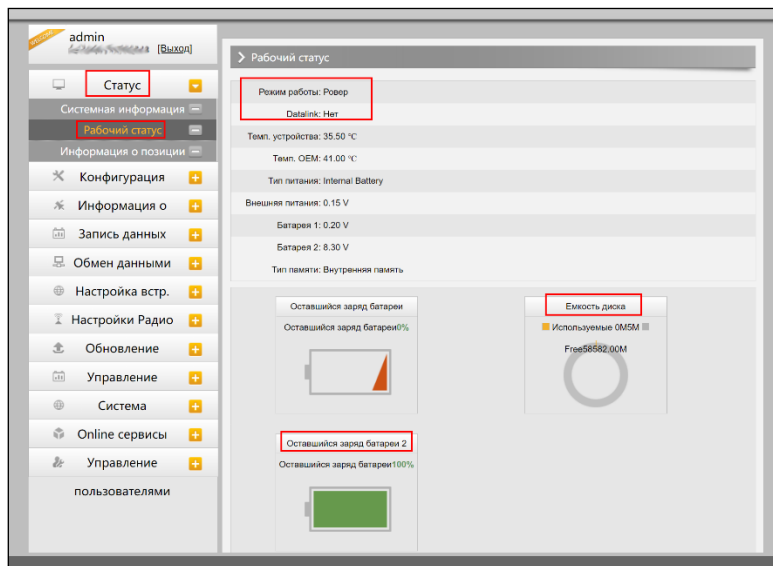 admin
[Выход]
Статус
Системная информация
Рабочий статус
Информация о позиции
Конфигурация
Информация о
Запись данных
Обмен данными
Настройка встр.
Настройки Радио
Обновление
Управление
Система
Online сервисы
Управление
пользователями
Рабочий статус
Режим работы: Ровер
Datalink: Нет
Темп. устройства: 35.50 °C
Темп. OEM: 41.00 °C
Тип питания: Internal Battery
Внешняя питания: 0.15 V
Батарея 1: 0.20 V
Батарея 2: 8.30 V
Тип памяти: Внутренняя память
Оставшийся заряд батареи
Оставшийся заряд батареи0%
Емкость диска
Используемые 0M5M
Free58582.00M
Оставшийся заряд батареи 2
Оставшийся заряд батареи100%